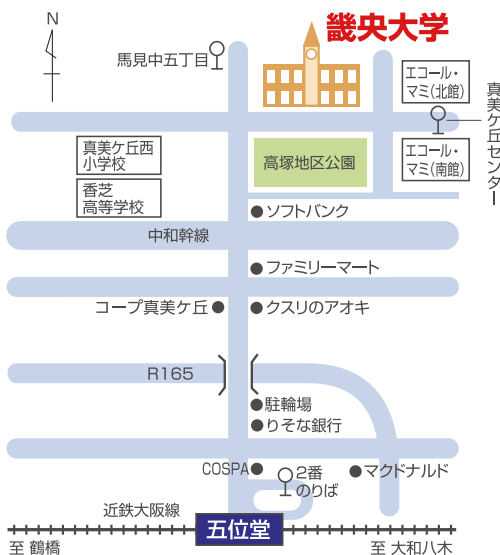 N
畿央大学
馬見中五丁目
エコール・
マミ(北館)
真美ケ丘センター
真美ケ丘西
小学校
高塚地区公園
エコール・
マミ(南館)
香芝
高等学校
ソフトバンク
中和幹線
ファミリーマート
コープ真美ケ丘
クスリのアオキ
R165
駐輪場
りそな銀行
COSPA
2番
のりば
マクドナルド
近鉄大阪線
五位堂
至 鶴橋
至 大和八木